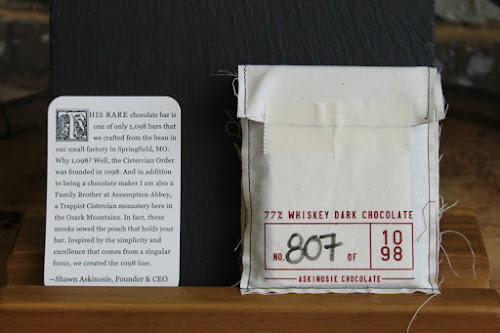 THIS RARE chocolate bar is
one of only 1,098 bars that
we crafted from the bean in
our small factory in Springfield, MO.
Why 1,098? Well, the Cistercian Order
was founded in 1098. And in addition
to being a chocolate maker I am also a
Family Brother at Assumption Abbey,
a Trappist Cistercian monastery here in
the Ozark Mountains. In fact, these
monks sewed the pouch that holds your
bar. Inspired by the simplicity and
excellence that comes from a singular
focus, we created the 1098 line.
—Shawn Askinosie, Founder & CEO
77% WHISKEY DARK CHOCOLATE
NO. 807 OF 10
98
ASKINOSIE CHOCOLATE